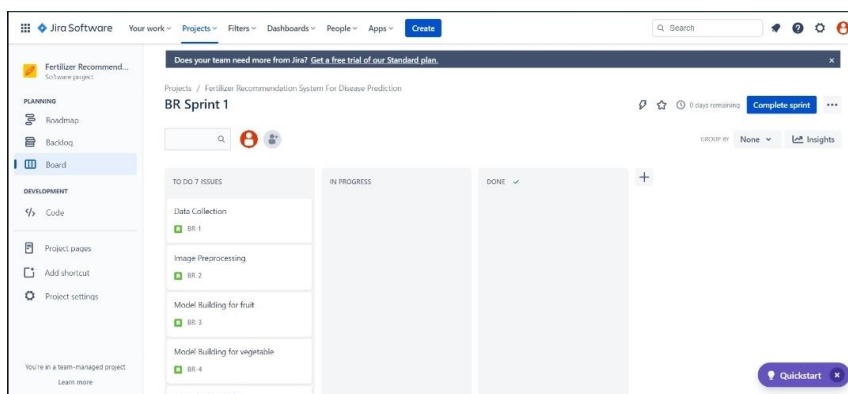 Jira Software Your work Projects Filters Dashboards People Apps Create Search
Fertilizer Recommend...
Software project
PLANNING
Roadmap
Backlog
Board
DEVELOPMENT
Code
Project pages
Add shortcut
Project settings
You're in a team-managed project
Learn more
Does your team need more from Jira? Get a free trial of our Standard plan.
Projects / Fertilizer Recommendation System For Disease Prediction
BR Sprint 1
0 days remaining Complete sprint
GROUP BY None Insights
TO DO 7 ISSUES
Data Collection
BR-1
Image Preprocessing
BR-2
Model Building for fruit
BR-3
Model Building for vegetable
BR-4
IN PROGRESS
DONE
Quickstart